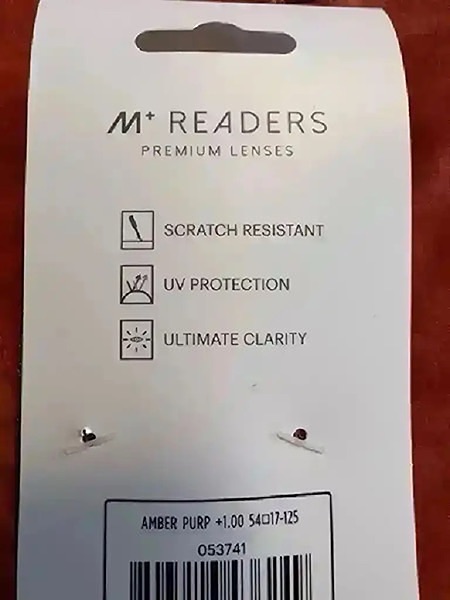 M+ READERS
PREMIUM LENSES
SCRATCH RESISTANT
UV PROTECTION
ULTIMATE CLARITY
AMBER PURP +1.00 54□17-125
053741